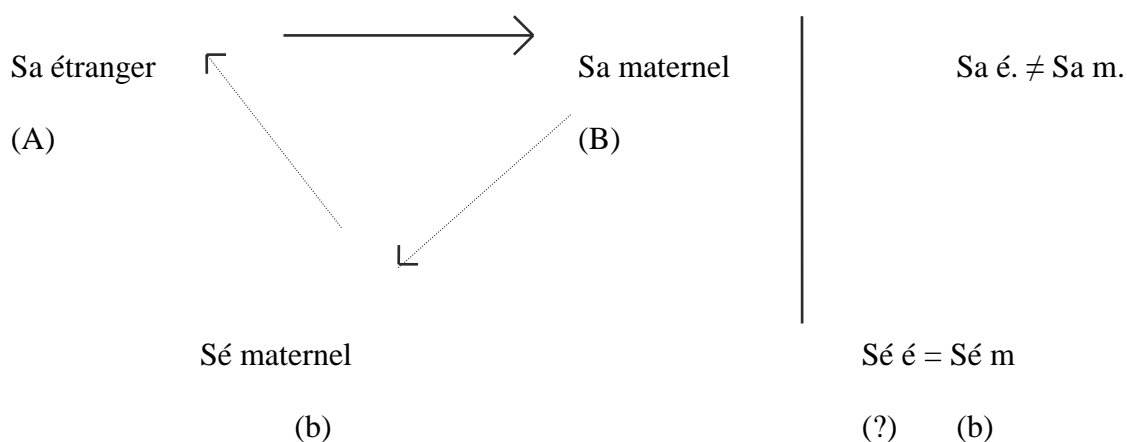 Sa étranger Sa maternel Sa é. ≠ Sa m.
(A) (B)
Sé maternel Sé é = Sé m
(b) (?) (b)